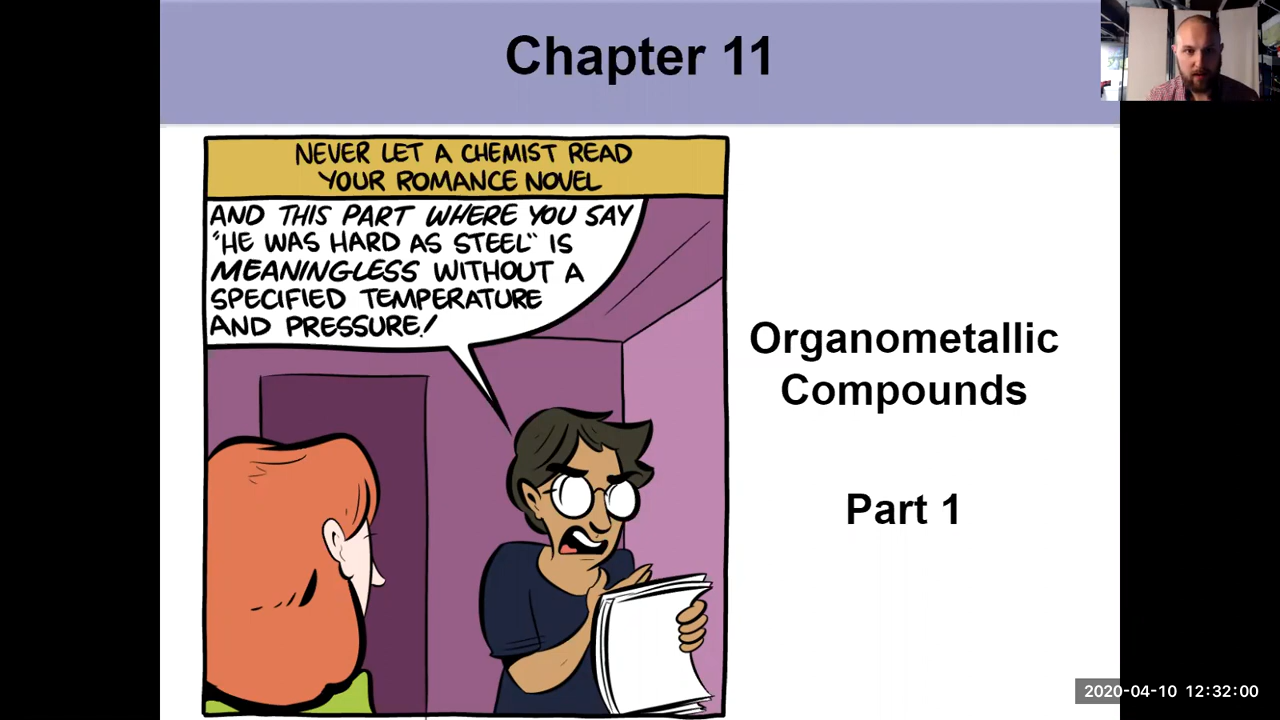 Chapter 11
NEVER LET A CHEMIST READ
YOUR ROMANCE NOVEL
AND THIS PART WHERE YOU SAY
"HE WAS HARD AS STEEL" IS
MEANINGLESS WITHOUT A
SPECIFIED TEMPERATURE
AND PRESSURE!
Organometallic
Compounds
Part 1
2020-04-10 12:32:00